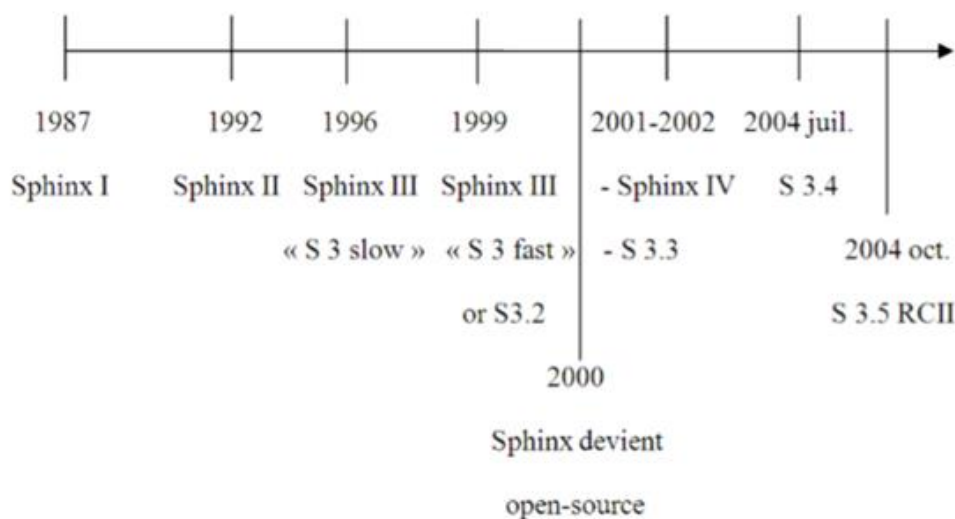 1987 1992 1996 1999 2001-2002 2004 juil.
Sphinx I Sphinx II Sphinx III Sphinx III - Sphinx IV S 3.4
« S 3 slow » « S 3 fast » - S 3.3 2004 oct.
or S3.2 S 3.5 RCII
2000
Sphinx devient
open-source